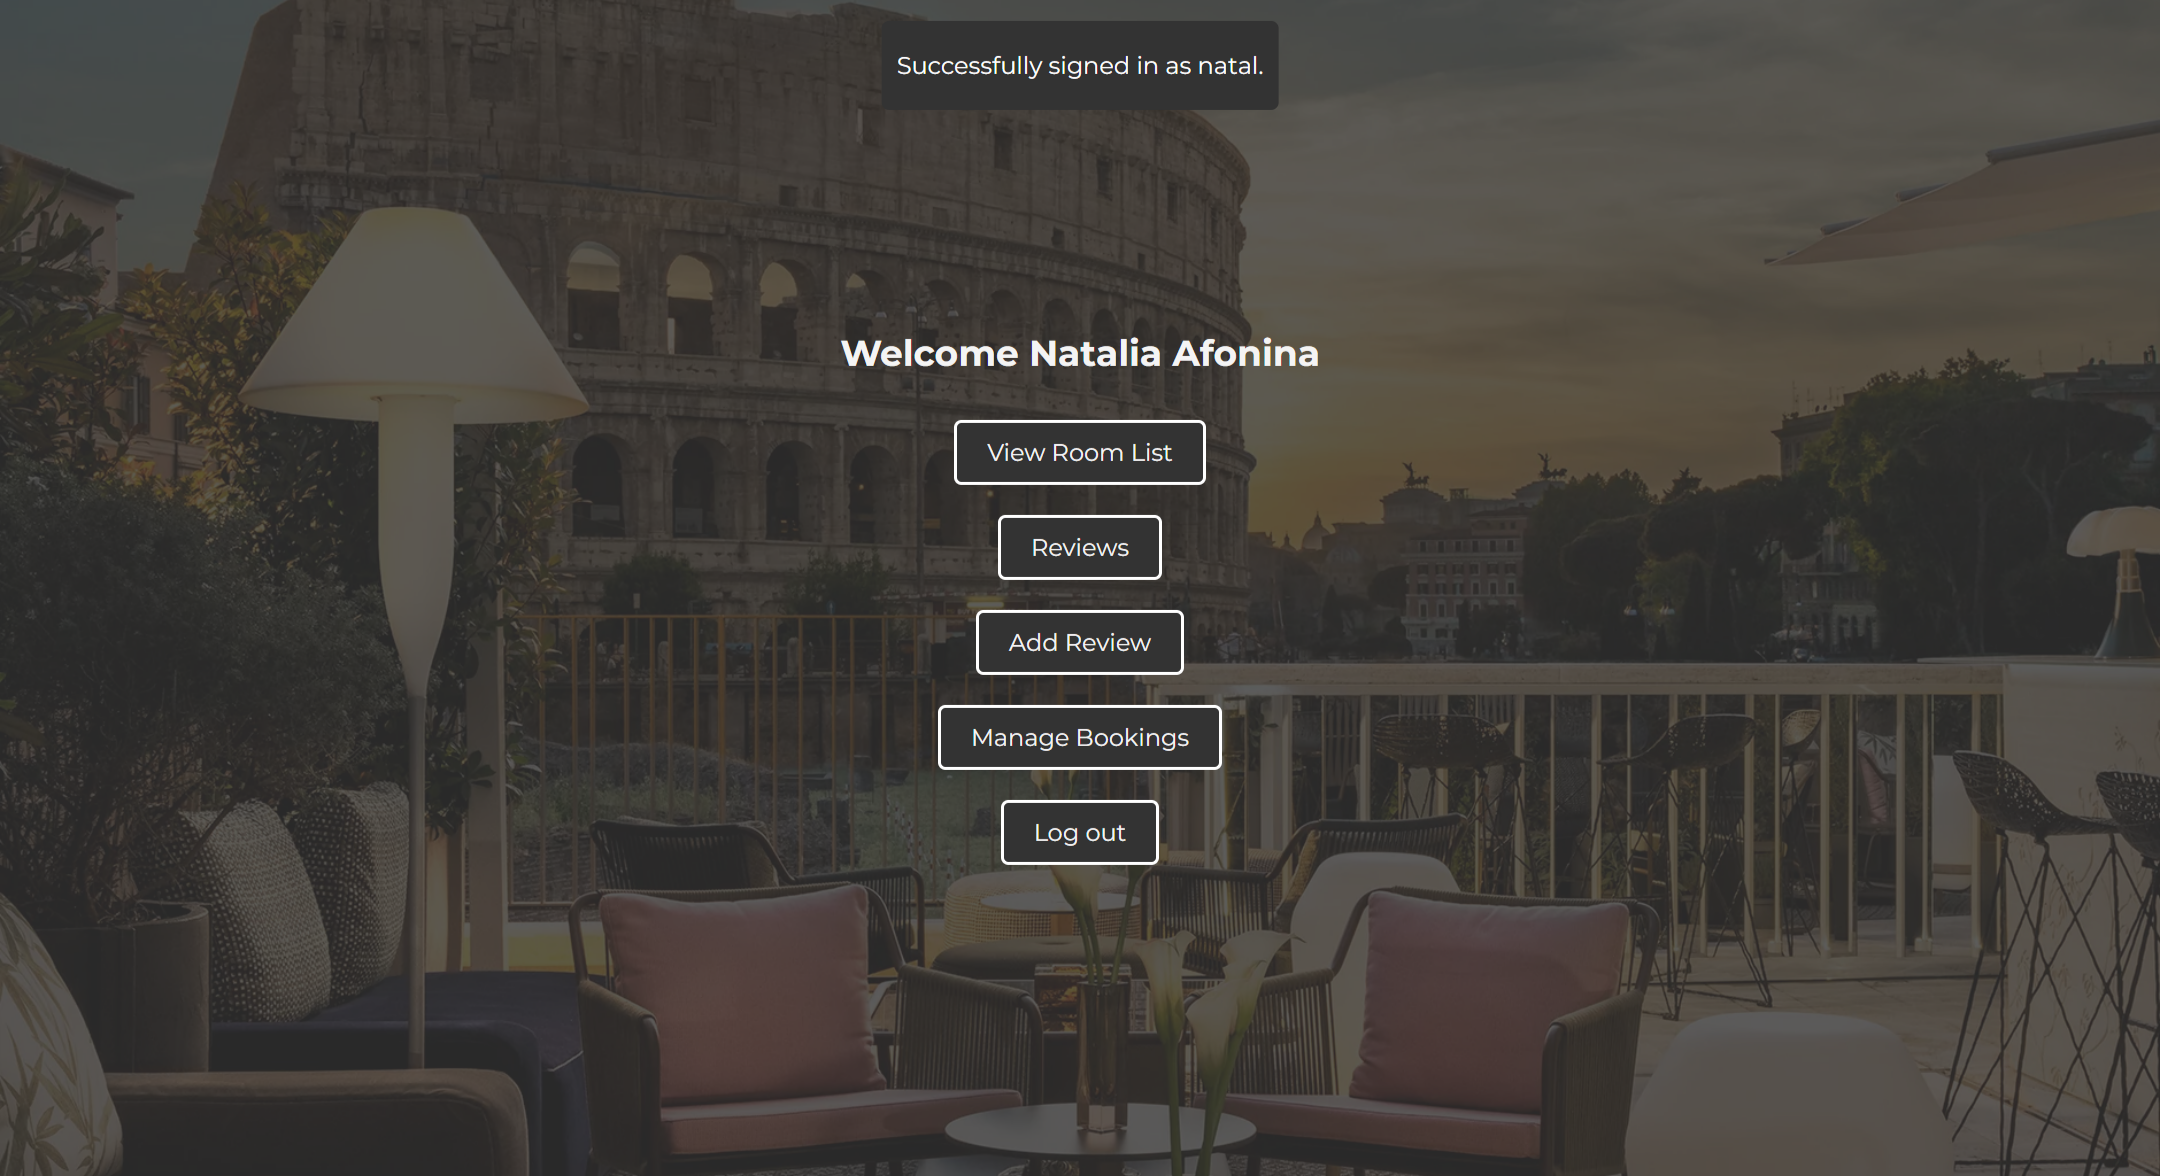 Successfully signed in as natal.
Welcome Natalia Afonina
View Room List
Reviews
Add Review
Manage Bookings
Log out